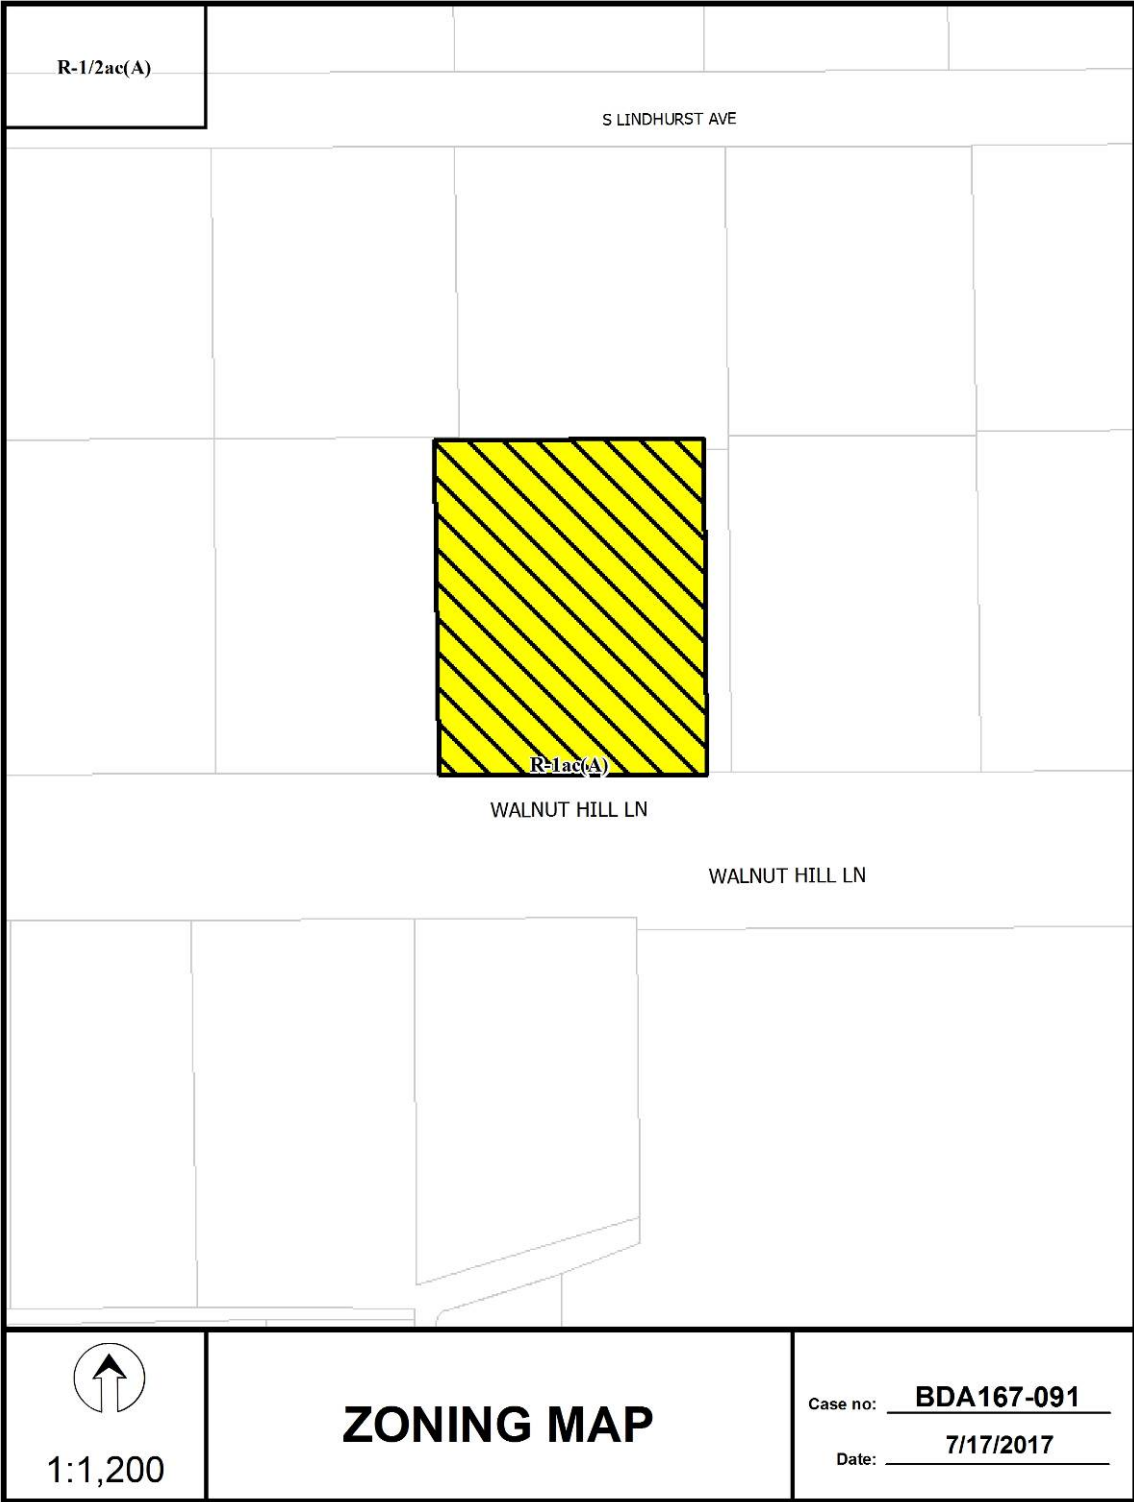 R-1/2ac(A)
S LINDHURST AVE
R-1ac(A)
WALNUT HILL LN
WALNUT HILL LN
1:1,200
ZONING MAP
Case no: BDA167-091
Date: 7/17/2017